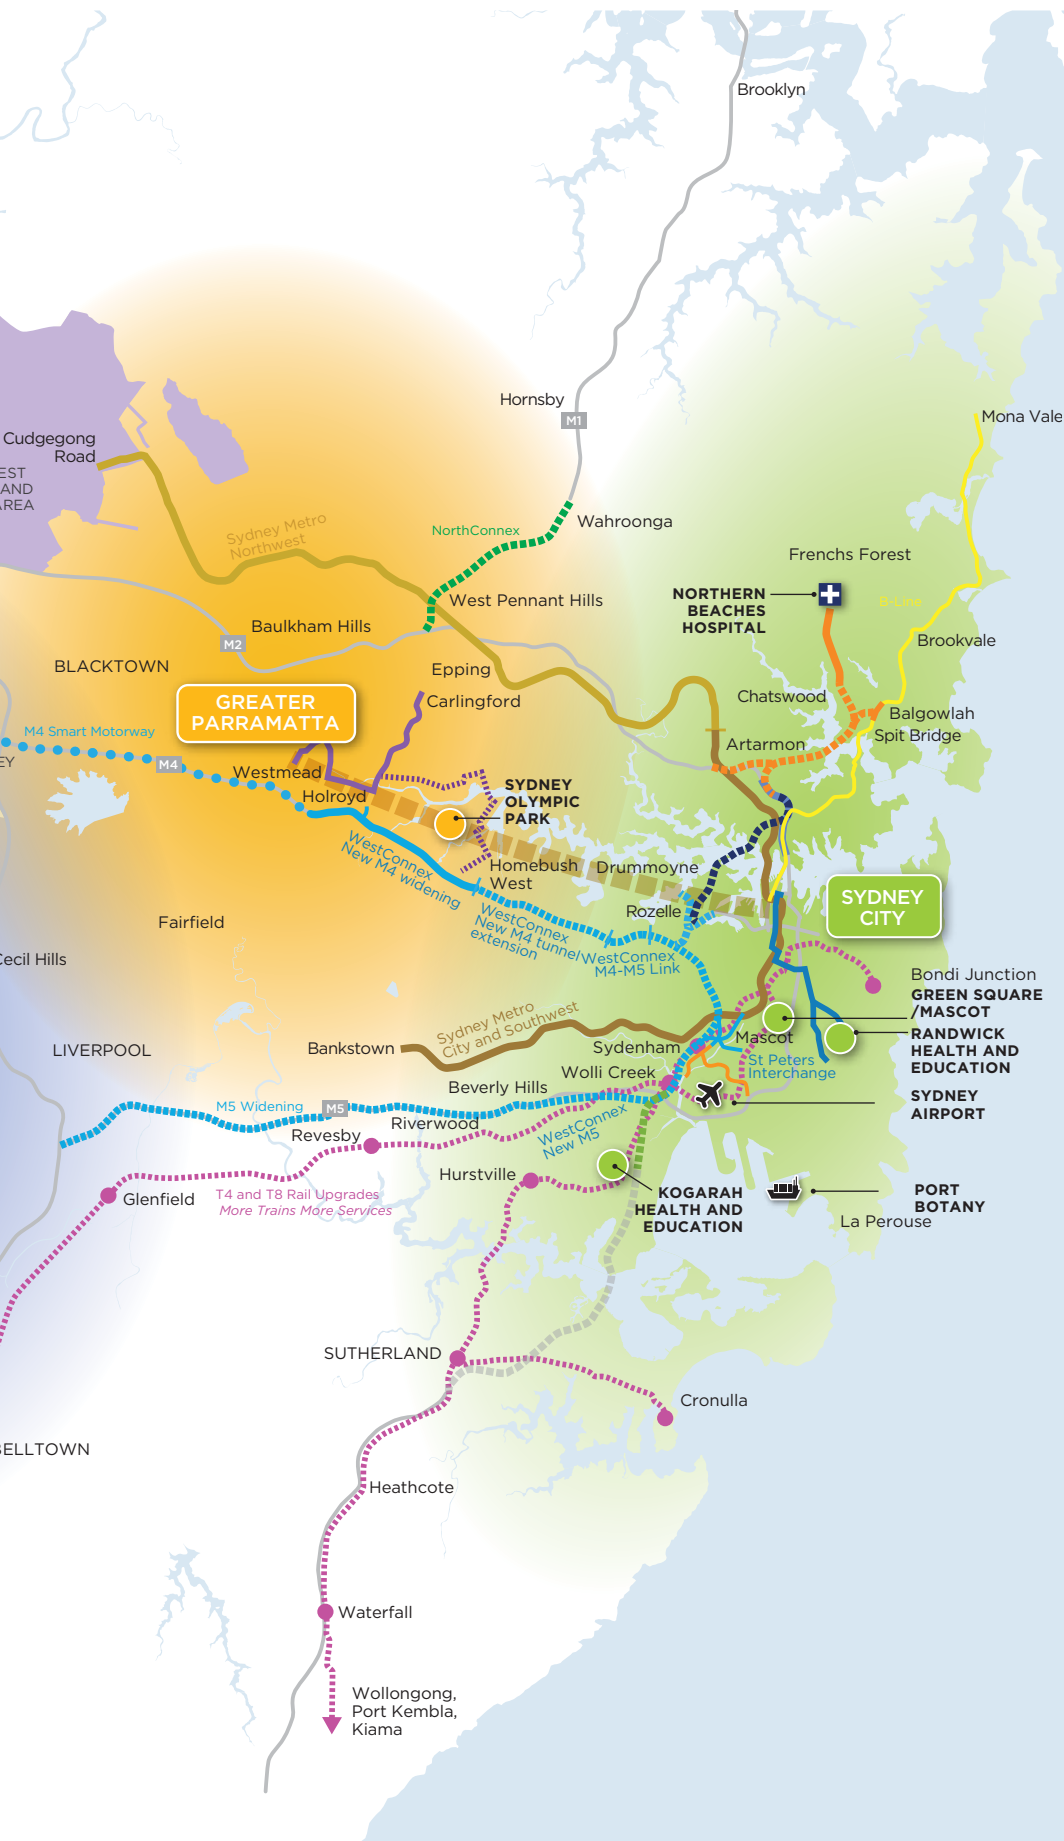 Brooklyn
Hornsby
M1
Mona Vale
Cudgegong
Road
EST
AND
AREA
Sydney Metro
Northwest
NorthConnex
Wahroonga
Frenchs Forest
NORTHERN
BEACHES
HOSPITAL
B-Line
West Pennant Hills
Baulkham Hills
M2
Brookvale
BLACKTOWN
Epping
Carlingford
Chatswood
GREATER
PARRAMATTA
Balgowlah
Spit Bridge
M4 Smart Motorway
Artarmon
EY
M4
Westmead
Holroyd
SYDNEY
OLYMPIC
PARK
WestConnex
New M4 widening
Homebush
West
Drummoyne
Rozelle
SYDNEY
CITY
WestConnex
New M4 tunnel
extension
Fairfield
WestConnex
M4-M5 Link
Cecil Hills
Bondi Junction
GREEN SQUARE
/MASCOT
Sydney Metro
City and Southwest
LIVERPOOL
Bankstown
Sydenham
Mascot
RANDWICK
HEALTH AND
EDUCATION
St Peters
Interchange
Wolli Creek
Beverly Hills
SYDNEY
AIRPORT
M5 Widening
M5
Riverwood
Revesby
WestConnex
New M5
Hurstville
Glenfield
T4 and T8 Rail Upgrades
More Trains More Services
KOGARAH
HEALTH AND
EDUCATION
PORT
BOTANY
La Perouse
SUTHERLAND
Cronulla
BELLTOWN
Heathcote
Waterfall
Wollongong,
Port Kembla,
Kiama